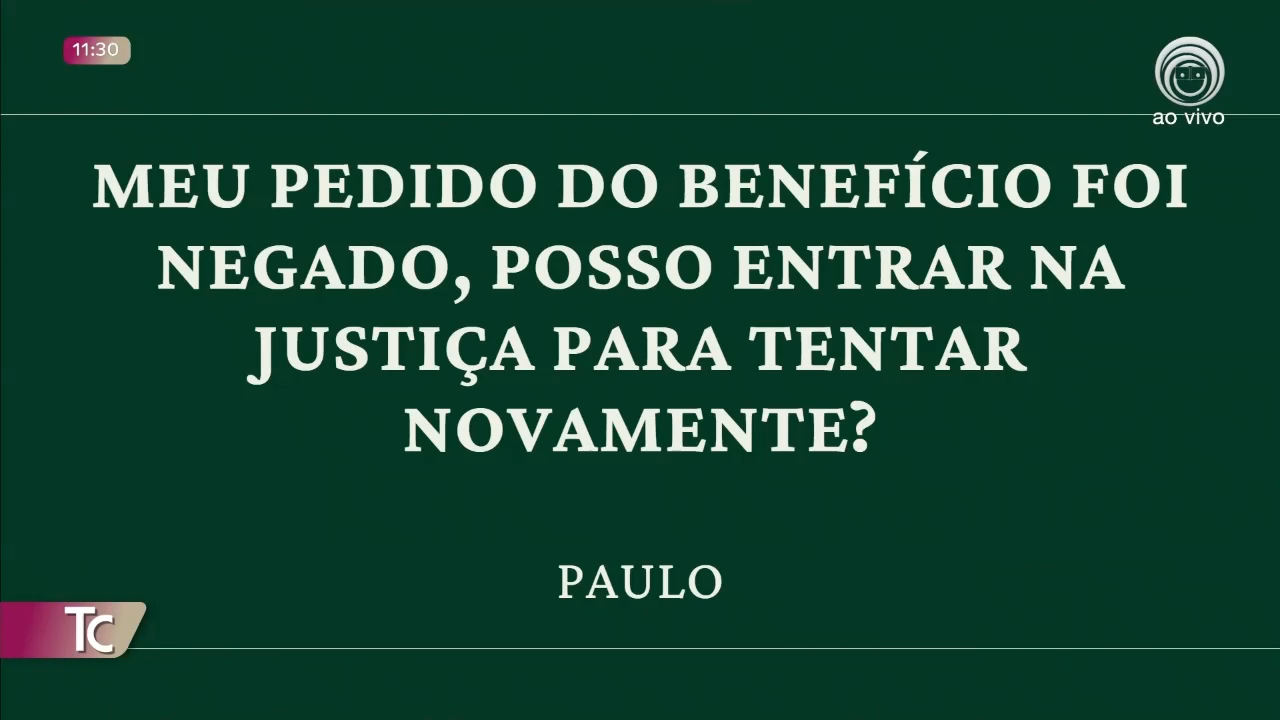 11:30
ao vivo
MEU PEDIDO DO BENEFÍCIO FOI
NEGADO, POSSO ENTRAR NA
JUSTIÇA PARA TENTAR
NOVAMENTE?
PAULO
TC